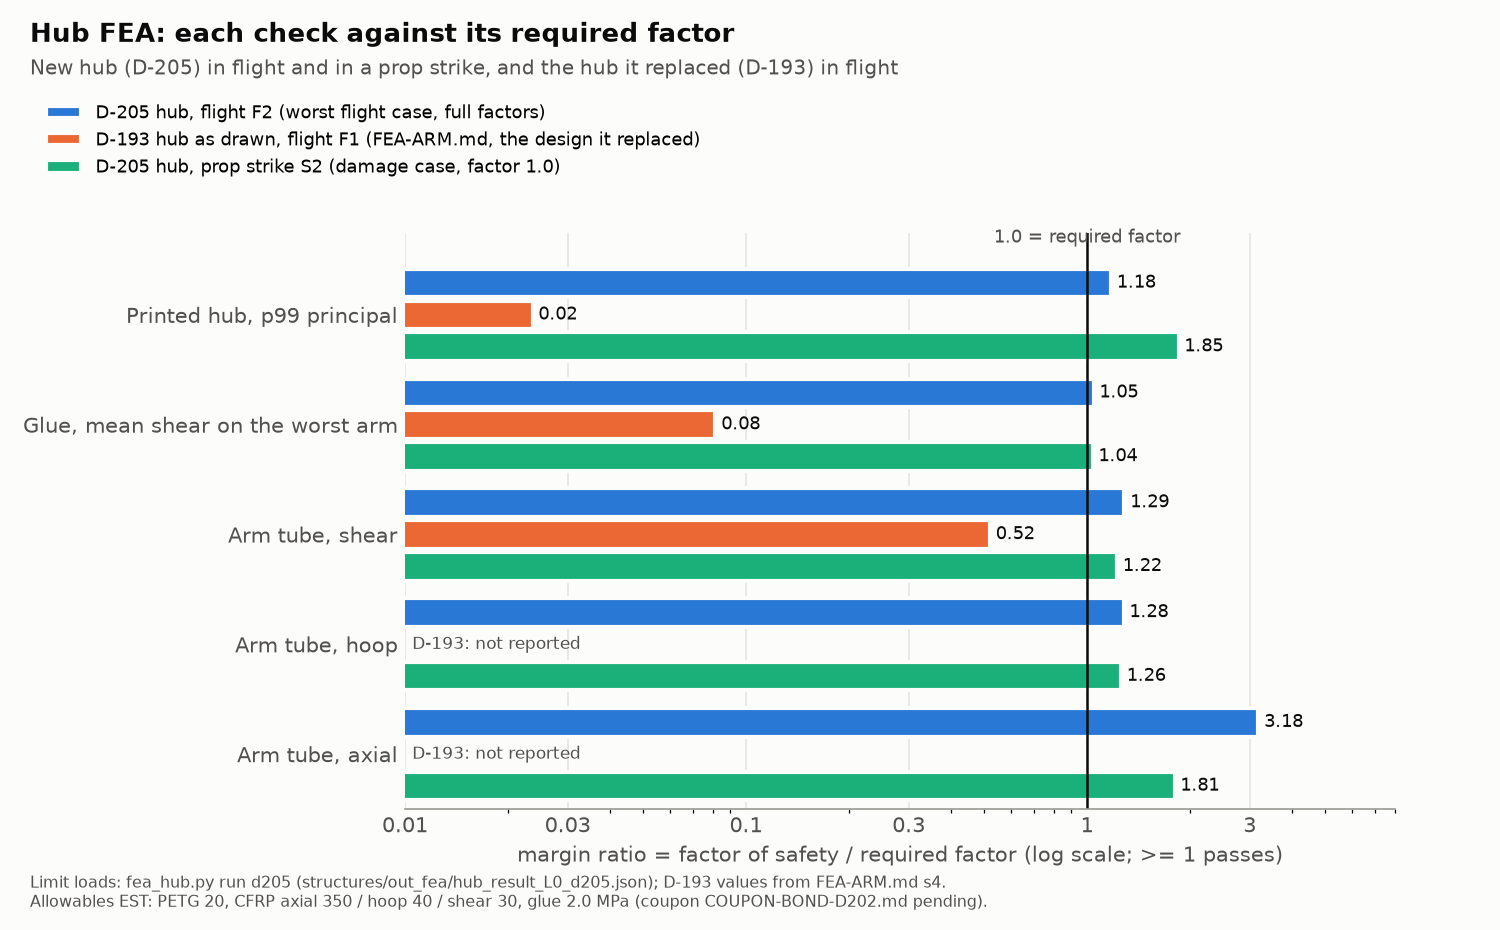 Hub FEA: each check against its required factor
New hub (D-205) in flight and in a prop strike, and the hub it replaced (D-193) in flight
D-205 hub, flight F2 (worst flight case, full factors)
D-193 hub as drawn, flight F1 (FEA-ARM.md, the design it replaced)
D-205 hub, prop strike S2 (damage case, factor 1.0)
1.0 = required factor
1.18
Printed hub, p99 principal
0.02
1.85
1.05
Glue, mean shear on the worst arm
0.08
1.04
1.29
Arm tube, shear
0.52
1.22
1.28
Arm tube, hoop
D-193: not reported
1.26
3.18
Arm tube, axial
D-193: not reported
1.81
0.01 0.03 0.1 0.3 1 3
margin ratio = factor of safety / required factor (log scale; >= 1 passes)
Limit loads: fea_hub.py run d205 (structures/out_fea/hub_result_L0_d205.json); D-193 values from FEA-ARM.md s4.
Allowables EST: PETG 20, CFRP axial 350 / hoop 40 / shear 30, glue 2.0 MPa (coupon COUPON-BOND-D202.md pending).